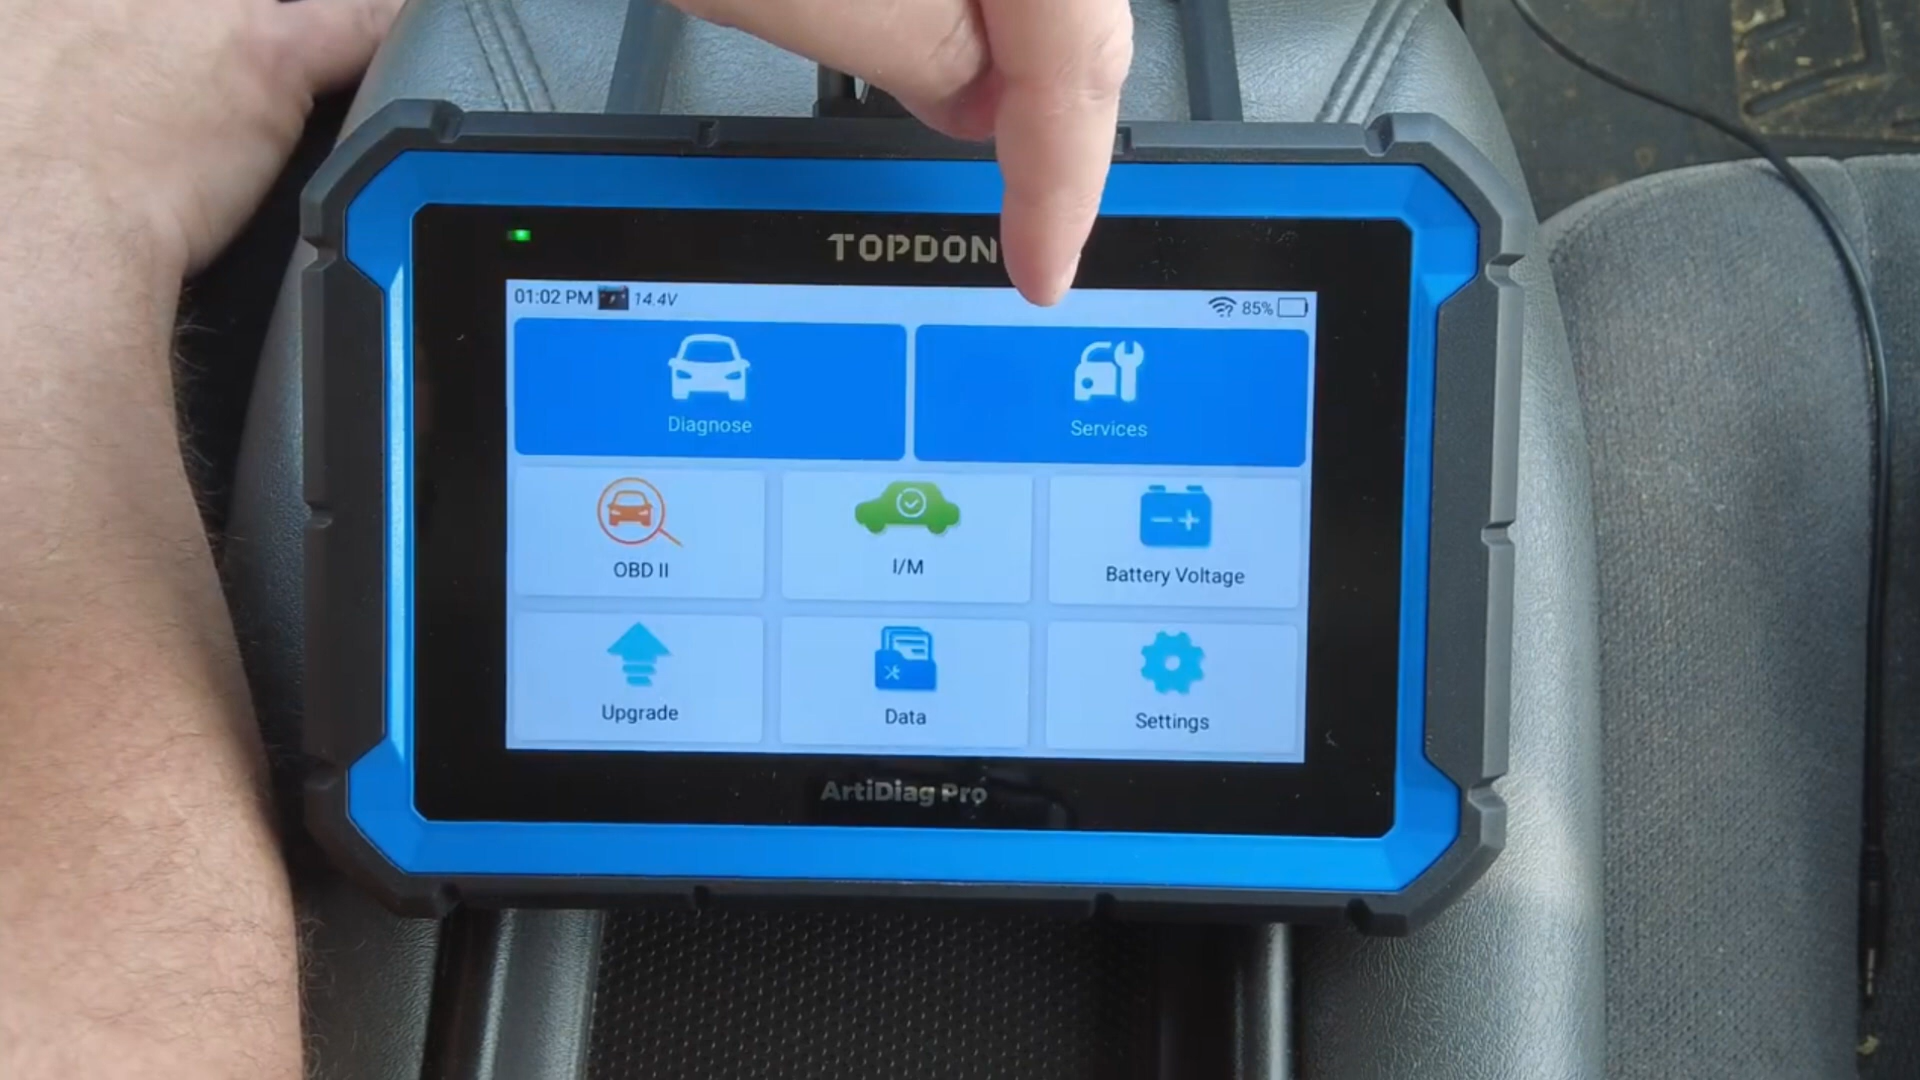 TOPDON
01:02 PM 14.4V 85%
Diagnose Services
OBD II I/M Battery Voltage
Upgrade Data Settings
ArtiDiag Pro